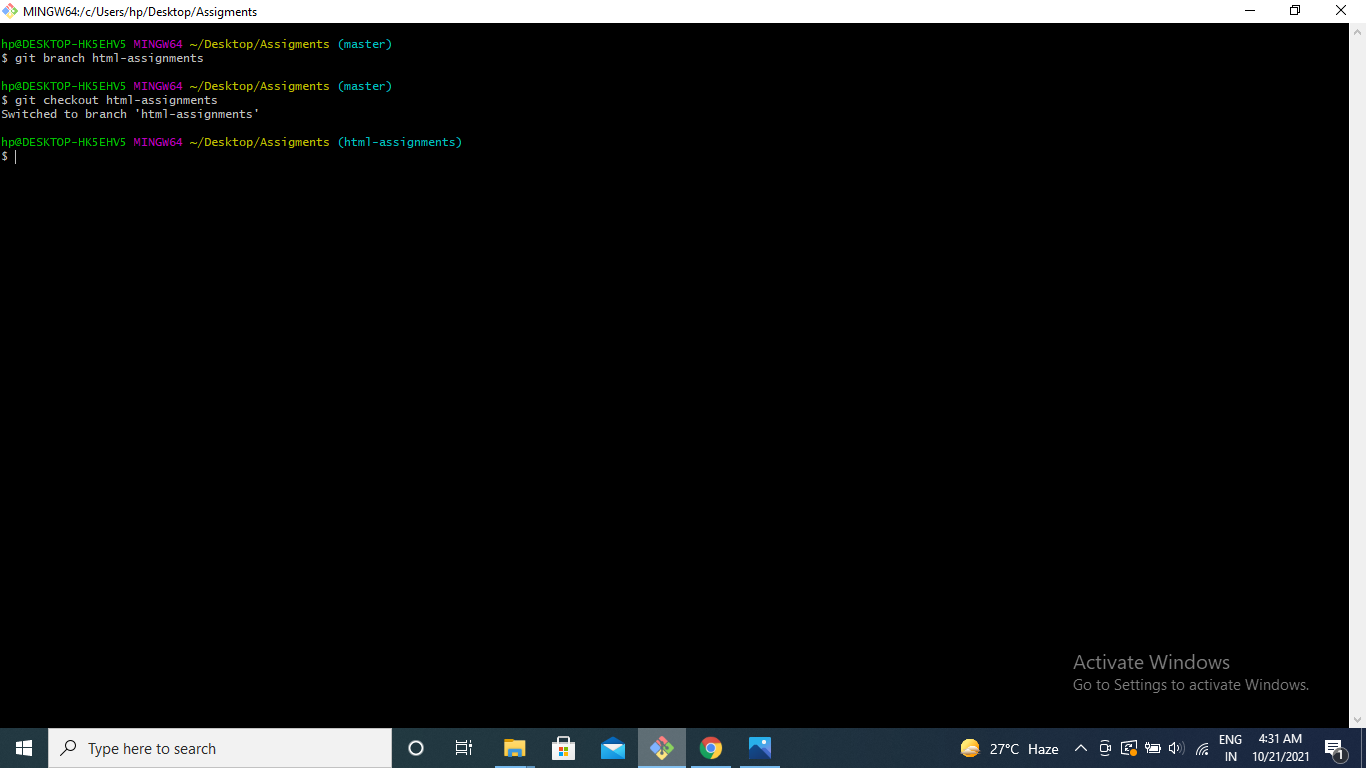 MINGW64:/c/Users/hp/Desktop/Assigments
hp@DESKTOP-HK5EHV5 MINGW64 ~/Desktop/Assigments (master)
$ git branch html-assignments
hp@DESKTOP-HK5EHV5 MINGW64 ~/Desktop/Assigments (master)
$ git checkout html-assignments
Switched to branch 'html-assignments'
hp@DESKTOP-HK5EHV5 MINGW64 ~/Desktop/Assigments (html-assignments)
$
Activate Windows
Go to Settings to activate Windows.
Type here to search
27°C Haze
ENG
IN
4:31 AM
10/21/2021
1